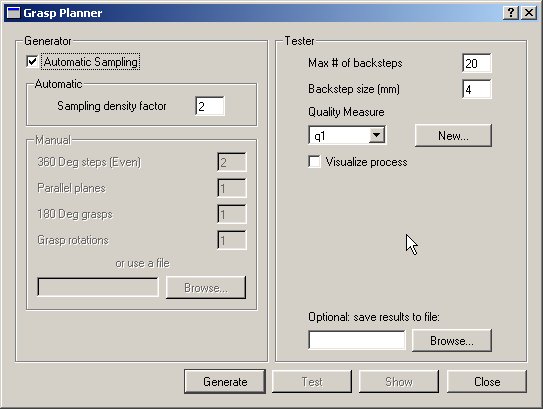 Grasp Planner
Generator
Automatic Sampling
Automatic
Sampling density factor 2
Manual
360 Deg steps (Even) 2
Parallel planes 1
180 Deg grasps 1
Grasp rotations 1
or use a file
Browse...
Tester
Max # of backsteps 20
Backstep size (mm) 4
Quality Measure
q1 New...
Visualize process
Optional: save results to file:
Browse...
Generate Test Show Close